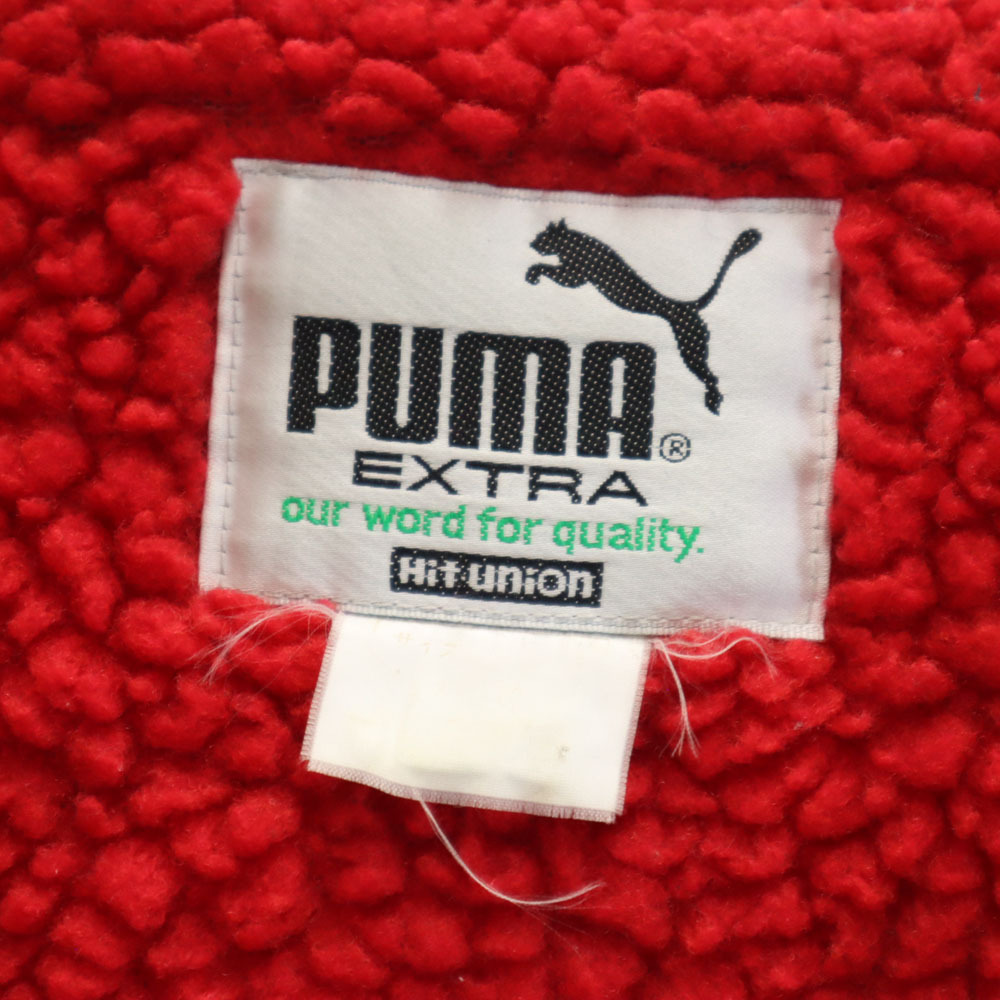 PUMA®
EXTRA
our word for quality.
Hit union